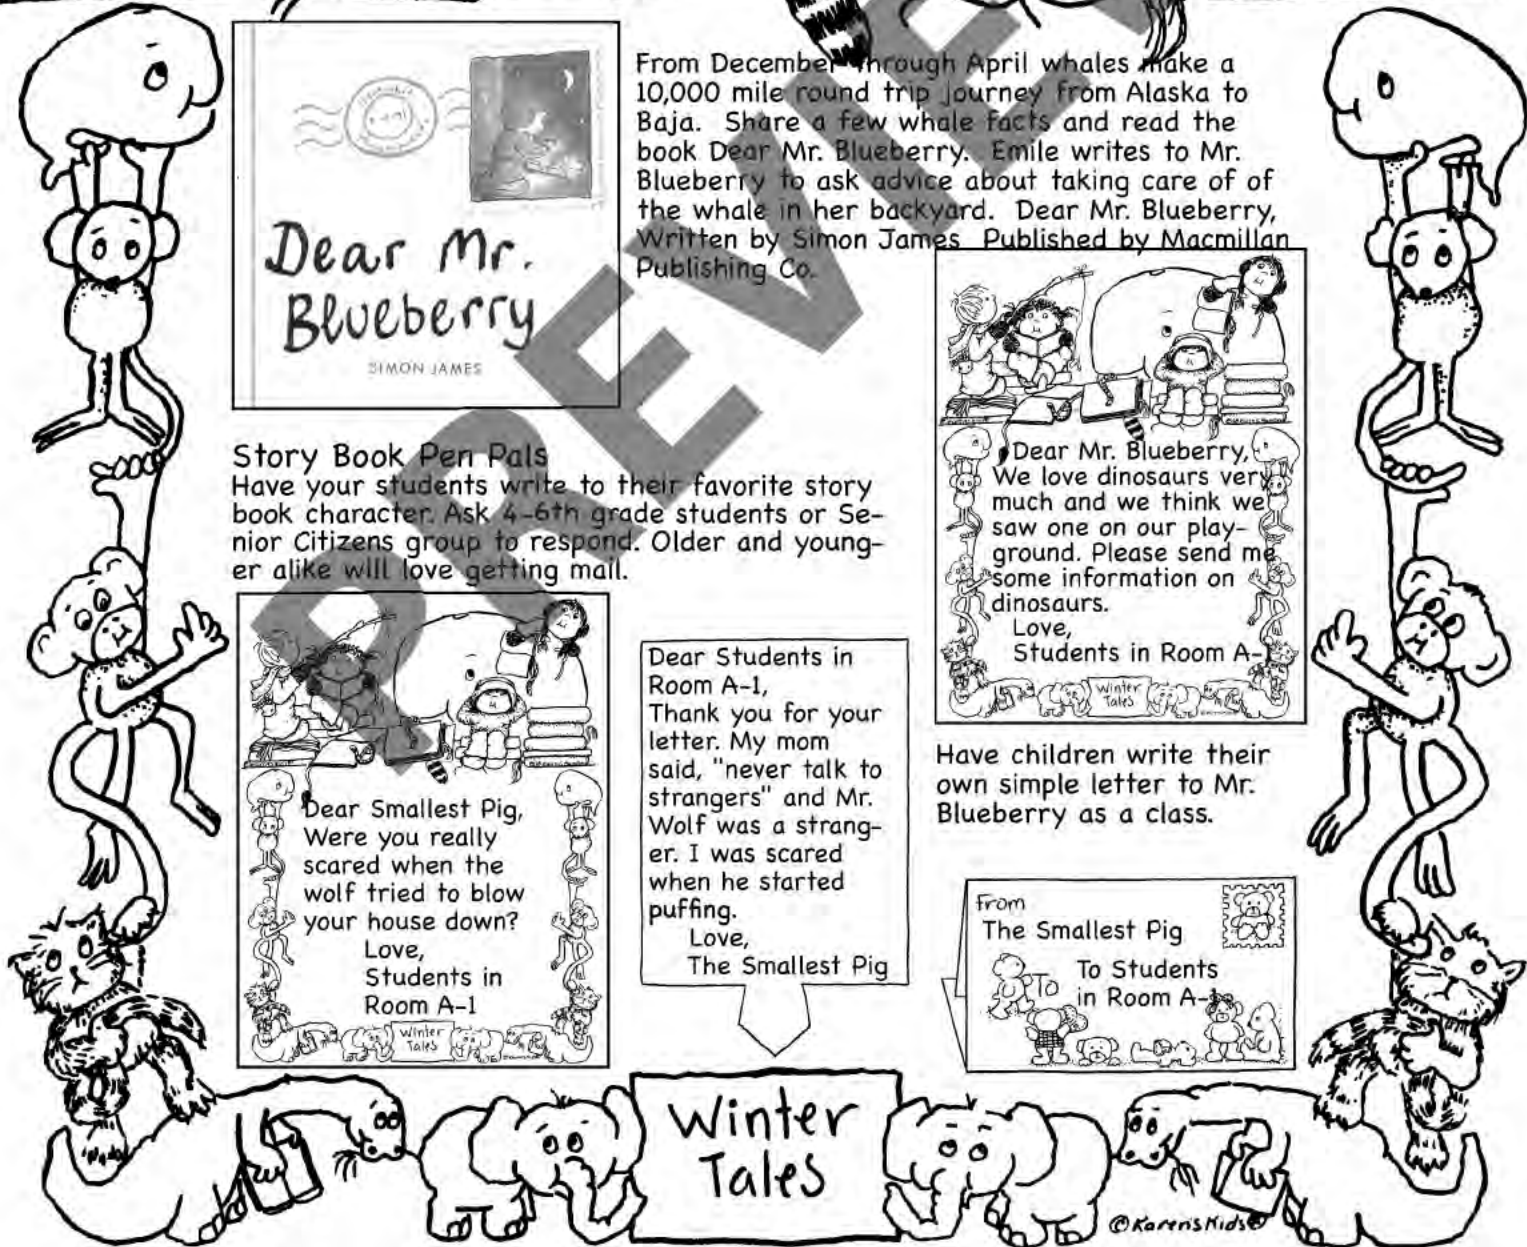 Dear Mr.
Blueberry
SIMON JAMES
From December through April whales make a
10,000 mile round trip journey from Alaska to
Baja. Share a few whale facts and read the
book Dear Mr. Blueberry. Emile writes to Mr.
Blueberry to ask advice about taking care of of
the whale in her backyard. Dear Mr. Blueberry,
Written by Simon James Published by Macmillan
Publishing Co.
PREVIEW
Story Book Pen Pals
Have your students write to their favorite story
book character. Ask 4-6th grade students or Se-
nior Citizens group to respond. Older and young-
er alike will love getting mail.
Dear Smallest Pig,
Were you really
scared when the
wolf tried to blow
your house down?
Love,
Students in
Room A-1
Winter
Tales
Dear Students in
Room A-1,
Thank you for your
letter. My mom
said, "never talk to
strangers" and Mr.
Wolf was a strang-
er. I was scared
when he started
puffing.
Love,
The Smallest Pig
Dear Mr. Blueberry,
We love dinosaurs very
much and we think we
saw one on our play-
ground. Please send me
some information on
dinosaurs.
Love,
Students in Room A-
Winter
Tales
Have children write their
own simple letter to Mr.
Blueberry as a class.
From
The Smallest Pig
To
To Students
in Room A-1
Winter
Tales
©Karen'sKids®